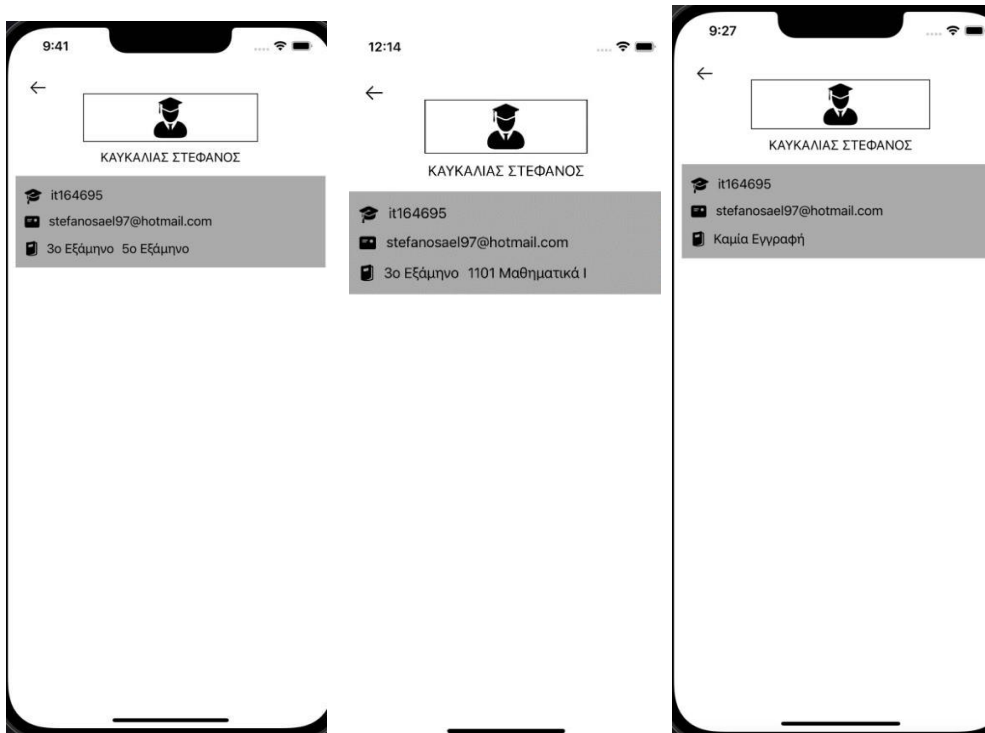 9:41
ΚΑΥΚΑΛΙΑΣ ΣΤΕΦΑΝΟΣ
it164695
stefanosael97@hotmail.com
3ο Εξάμηνο 5ο Εξάμηνο
12:14
ΚΑΥΚΑΛΙΑΣ ΣΤΕΦΑΝΟΣ
it164695
stefanosael97@hotmail.com
3ο Εξάμηνο 1101 Μαθηματικά Ι
9:27
ΚΑΥΚΑΛΙΑΣ ΣΤΕΦΑΝΟΣ
it164695
stefanosael97@hotmail.com
Καμία Εγγραφή